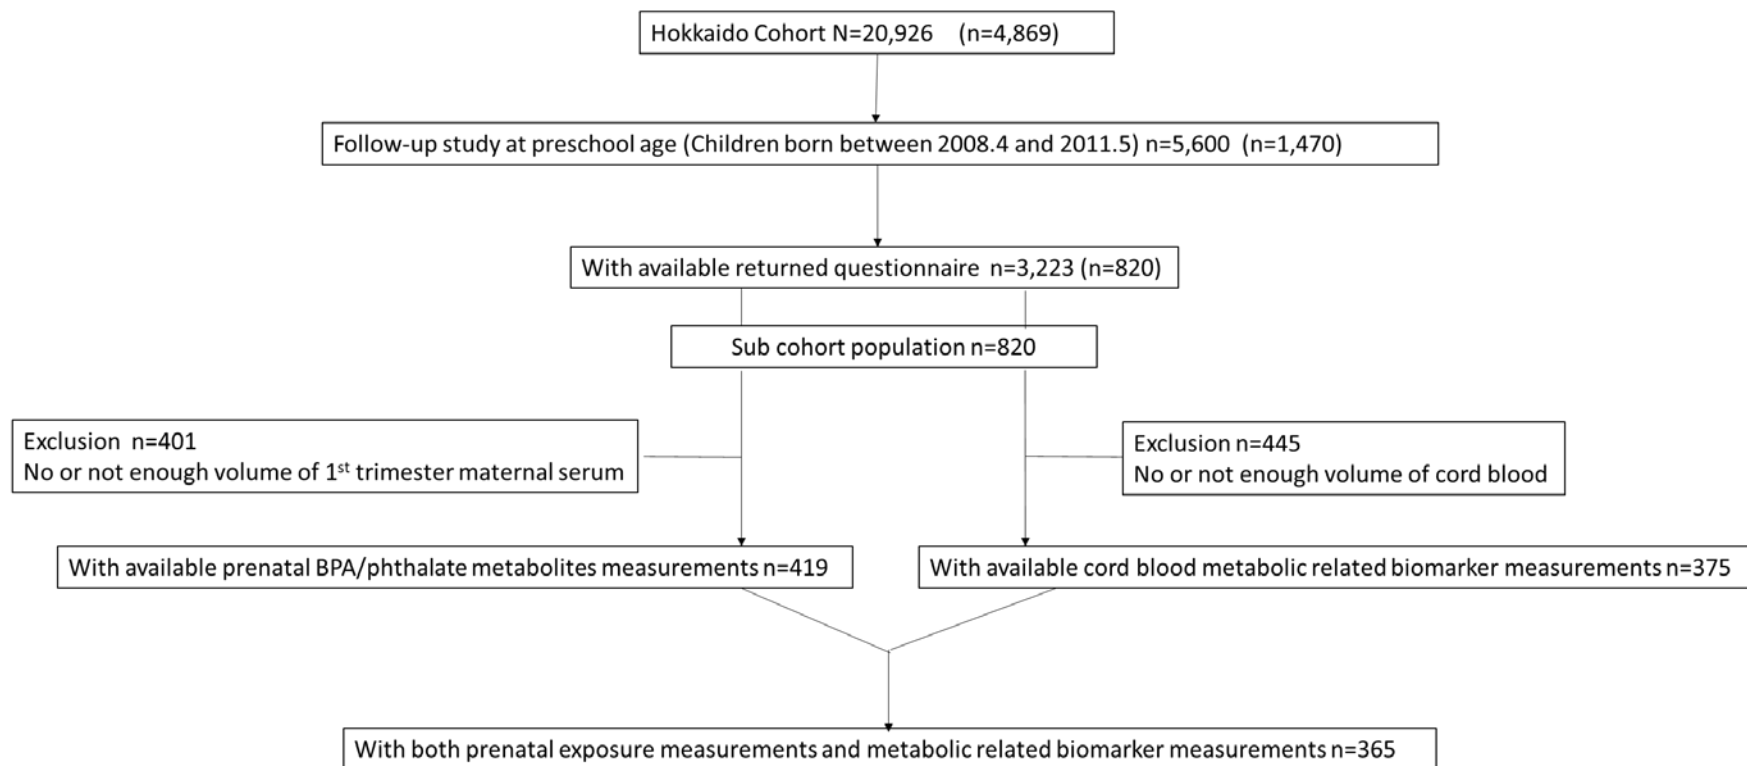 Hokkaido Cohort N=20,926 (n=4,869)
Follow-up study at preschool age (Children born between 2008.4 and 2011.5) n=5,600 (n=1,470)
With available returned questionnaire n=3,223 (n=820)
Sub cohort population n=820
Exclusion n=401
No or not enough volume of 1st trimester maternal serum
Exclusion n=445
No or not enough volume of cord blood
With available prenatal BPA/phthalate metabolites measurements n=419
With available cord blood metabolic related biomarker measurements n=375
With both prenatal exposure measurements and metabolic related biomarker measurements n=365